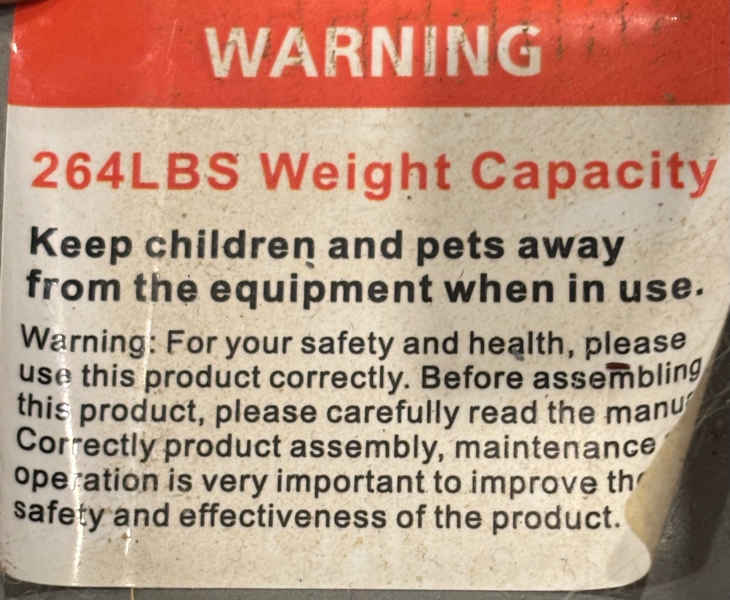 WARNING
264LBS Weight Capacity
Keep children and pets away
from the equipment when in use.
Warning: For your safety and health, please
use this product correctly. Before assembling
this product, please carefully read the
Correctly product assembly, maintenance
operation is very important to improve
safety and effectiveness of the product.